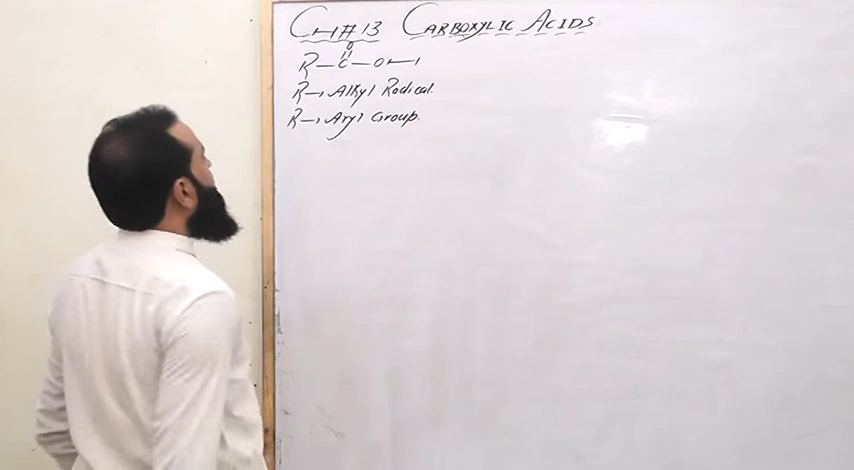 CH#13 CARBOXYLIC ACIDS
O
||
R—C—OH
R→ Alkyl Radical.
R→ Aryl Group.